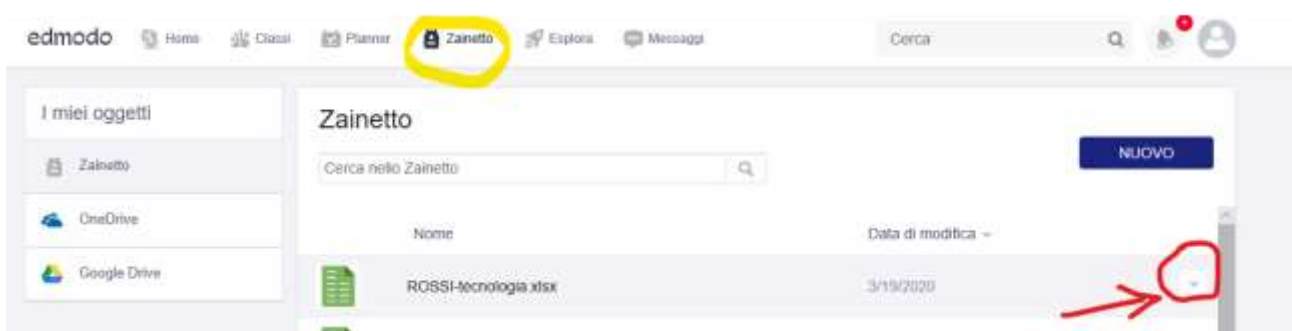 edmodo Home Classi Planner Zainetto Esplora Messaggi Cerca
I miei oggetti
Zainetto
OneDrive
Google Drive
Zainetto
Cerca nello Zainetto
NUOVO
Nome Data di modifica
ROSSI-tecnologia.xlsx 3/19/2020